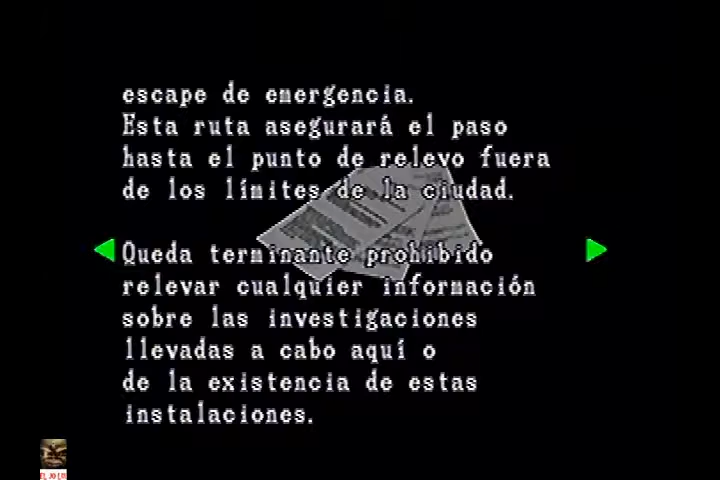 escape de emergencia.
Esta ruta asegurará el paso
hasta el punto de relevo fuera
de los límites de la ciudad.
Queda terminante prohibido
relevar cualquier información
sobre las investigaciones
llevadas a cabo aquí o
de la existencia de estas
instalaciones.